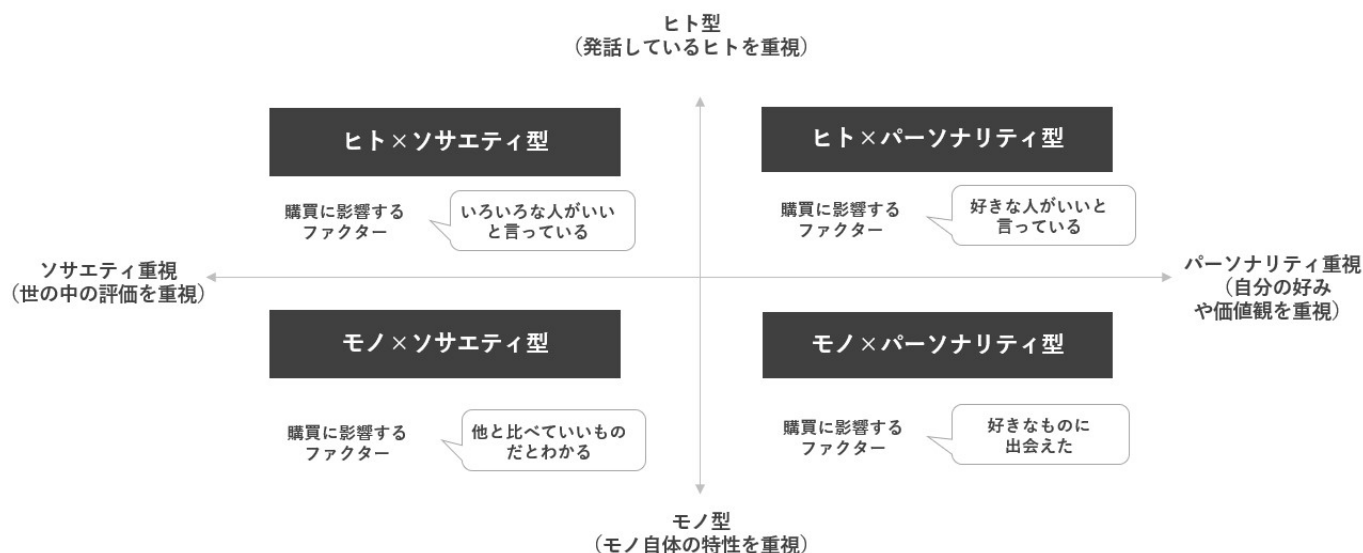 ヒト型
（発話しているヒトを重視）
ヒト×ソサエティ型
購買に影響する
ファクター
いろいろな人がいい
と言っている
ヒト×パーソナリティ型
購買に影響する
ファクター
好きな人がいいと
言っている
ソサエティ重視
（世の中の評価を重視）
パーソナリティ重視
（自分の好み
や価値観を重視）
モノ×ソサエティ型
購買に影響する
ファクター
他と比べていいもの
だとわかる
モノ×パーソナリティ型
購買に影響する
ファクター
好きなものに
出会えた
モノ型
（モノ自体の特性を重視）